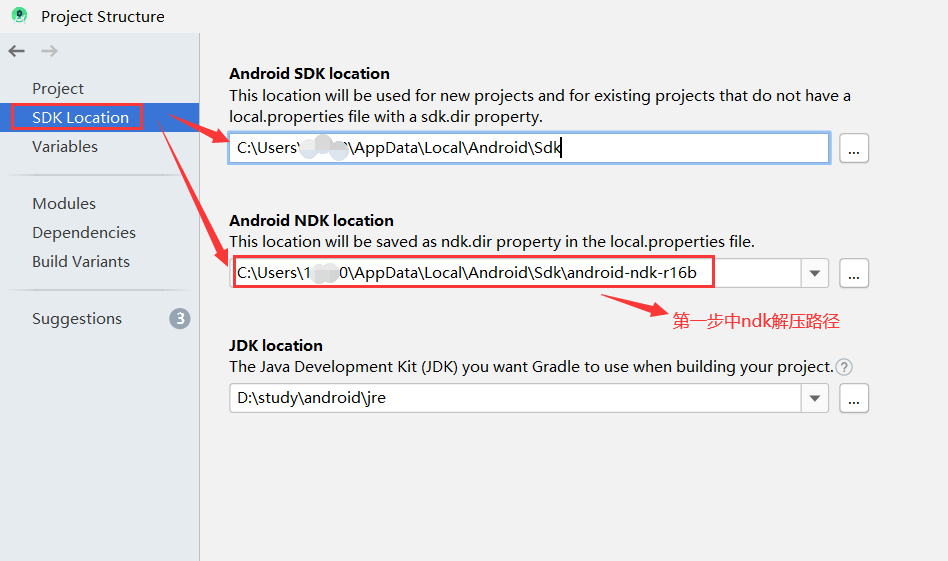 Project Structure
Project
SDK Location
Variables
Modules
Dependencies
Build Variants
Suggestions
3
Android SDK location
This location will be used for new projects and for existing projects that do not have a
local.properties file with a sdk.dir property.
C:\Users\ \AppData\Local\Android\Sdk
...
Android NDK location
This location will be saved as ndk.dir property in the local.properties file.
C:\Users\1 0\AppData\Local\Android\Sdk\android-ndk-r16b
...
第一步中ndk解压路径
JDK location
The Java Development Kit (JDK) you want Gradle to use when building your project. ?
D:\study\android\jre
...